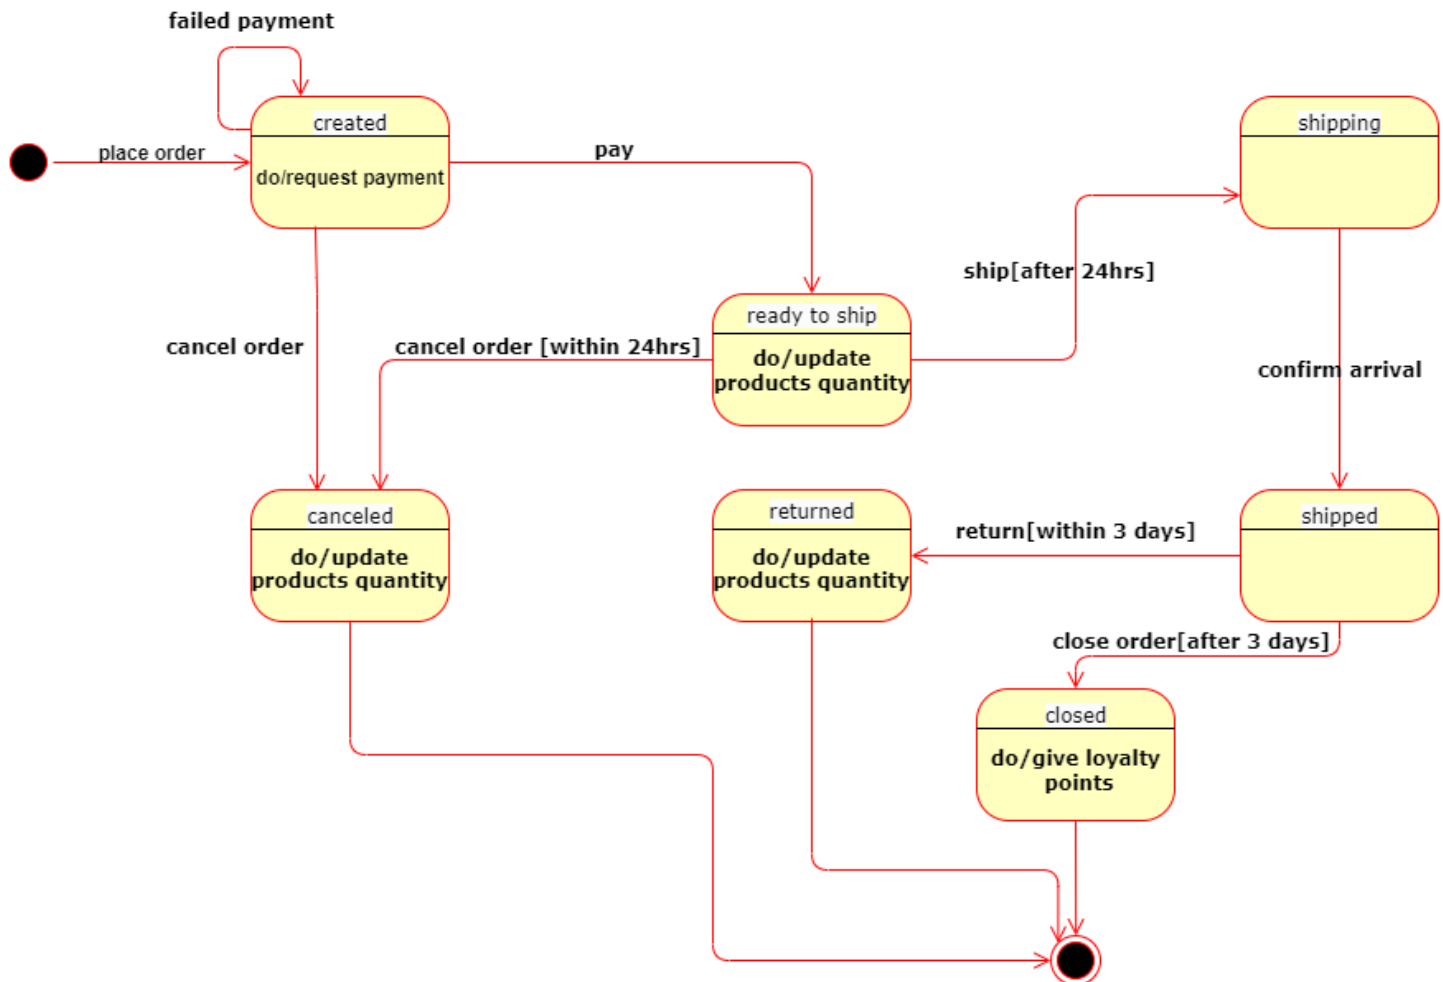 failed payment
created
shipping
place order
pay
do/request payment
ship[after 24hrs]
ready to ship
cancel order
cancel order [within 24hrs]
do/update
products quantity
confirm arrival
canceled
returned
shipped
return[within 3 days]
do/update
products quantity
do/update
products quantity
close order[after 3 days]
closed
do/give loyalty
points